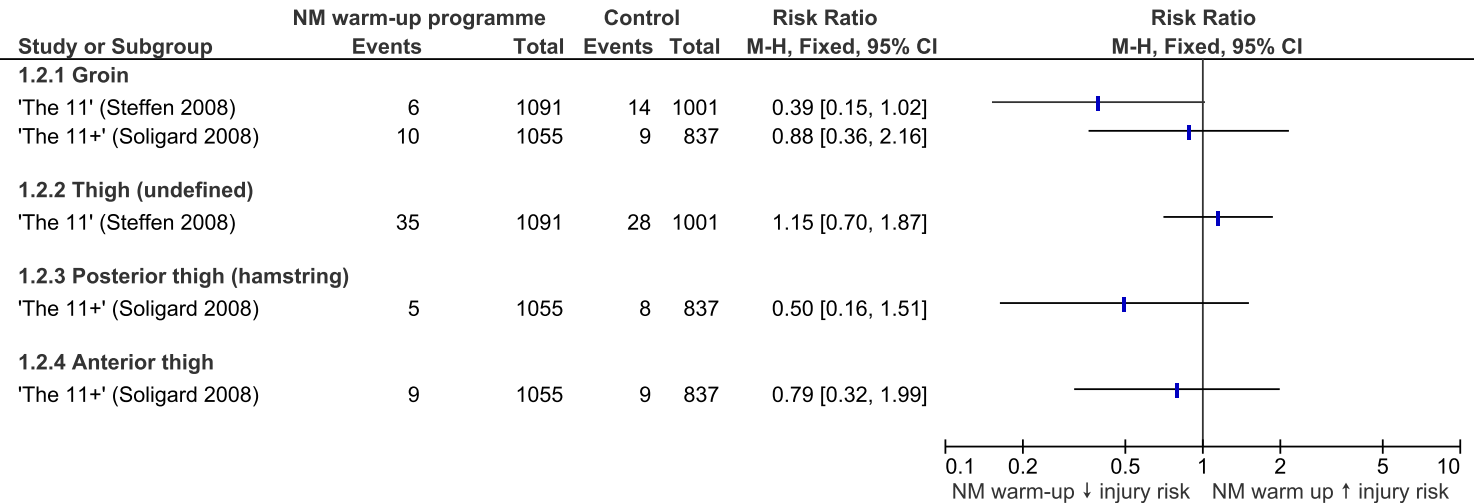 NM warm-up programme Control Risk Ratio Risk Ratio
Study or Subgroup Events Total Events Total M-H, Fixed, 95% CI M-H, Fixed, 95% CI
1.2.1 Groin
'The 11' (Steffen 2008) 6 1091 14 1001 0.39 [0.15, 1.02]
'The 11+' (Soligard 2008) 10 1055 9 837 0.88 [0.36, 2.16]
1.2.2 Thigh (undefined)
'The 11' (Steffen 2008) 35 1091 28 1001 1.15 [0.70, 1.87]
1.2.3 Posterior thigh (hamstring)
'The 11+' (Soligard 2008) 5 1055 8 837 0.50 [0.16, 1.51]
1.2.4 Anterior thigh
'The 11+' (Soligard 2008) 9 1055 9 837 0.79 [0.32, 1.99]
0.1 0.2 0.5 1 2 5 10
NM warm-up ↓ injury risk NM warm up ↑ injury risk